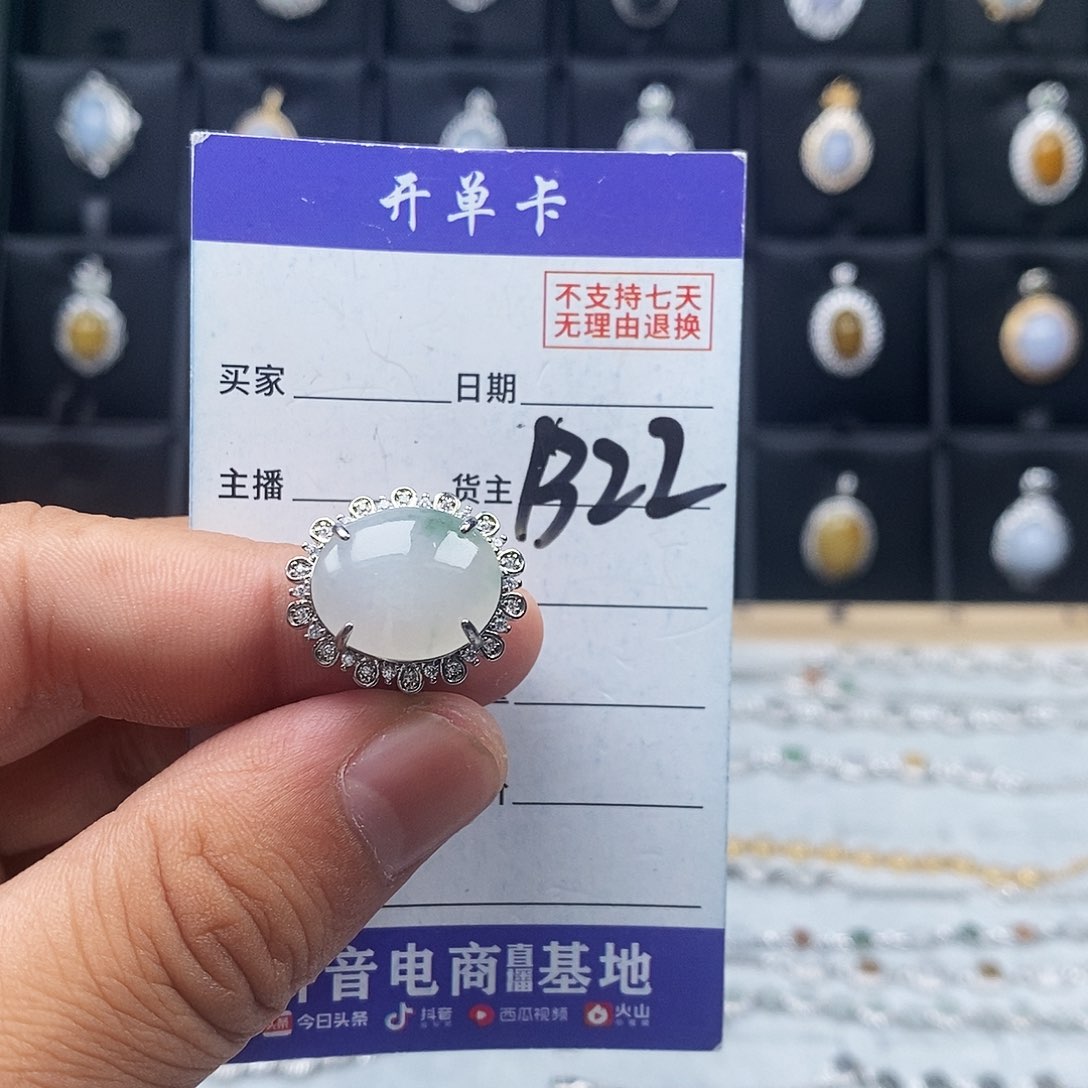 开单卡
不支持七天
无理由退换
买家 日期
主播 货主 B22
音电商直播基地
今日头条 抖音 西瓜视频 火山